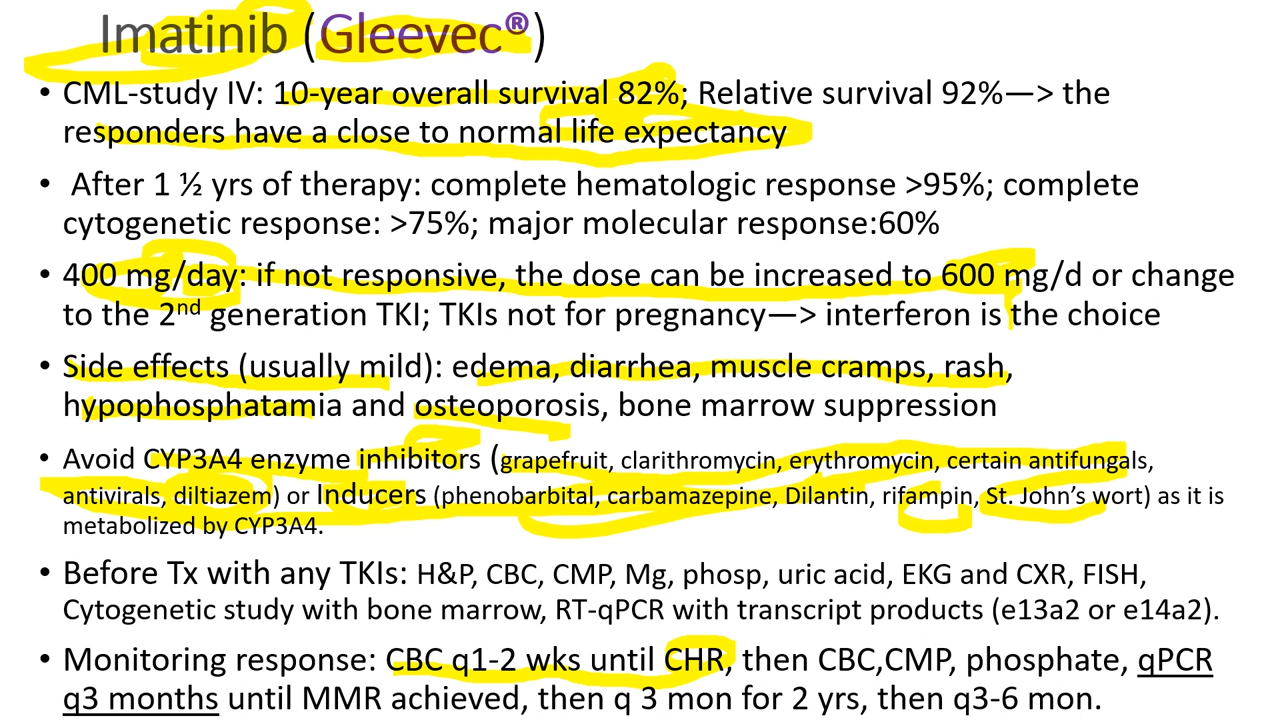 Imatinib (Gleevec®)
• CML-study IV: 10-year overall survival 82%; Relative survival 92%—> the
responders have a close to normal life expectancy
• After 1 ½ yrs of therapy: complete hematologic response >95%; complete
cytogenetic response: >75%; major molecular response:60%
• 400 mg/day: if not responsive, the dose can be increased to 600 mg/d or change
to the 2nd generation TKI; TKIs not for pregnancy—> interferon is the choice
• Side effects (usually mild): edema, diarrhea, muscle cramps, rash,
hypophosphatamia and osteoporosis, bone marrow suppression
• Avoid CYP3A4 enzyme inhibitors (grapefruit, clarithromycin, erythromycin, certain antifungals,
antivirals, diltiazem) or Inducers (phenobarbital, carbamazepine, Dilantin, rifampin, St. John’s wort) as it is
metabolized by CYP3A4.
• Before Tx with any TKIs: H&P, CBC, CMP, Mg, phosp, uric acid, EKG and CXR, FISH,
Cytogenetic study with bone marrow, RT-qPCR with transcript products (e13a2 or e14a2).
• Monitoring response: CBC q1-2 wks until CHR, then CBC,CMP, phosphate, qPCR
q3 months until MMR achieved, then q 3 mon for 2 yrs, then q3-6 mon.